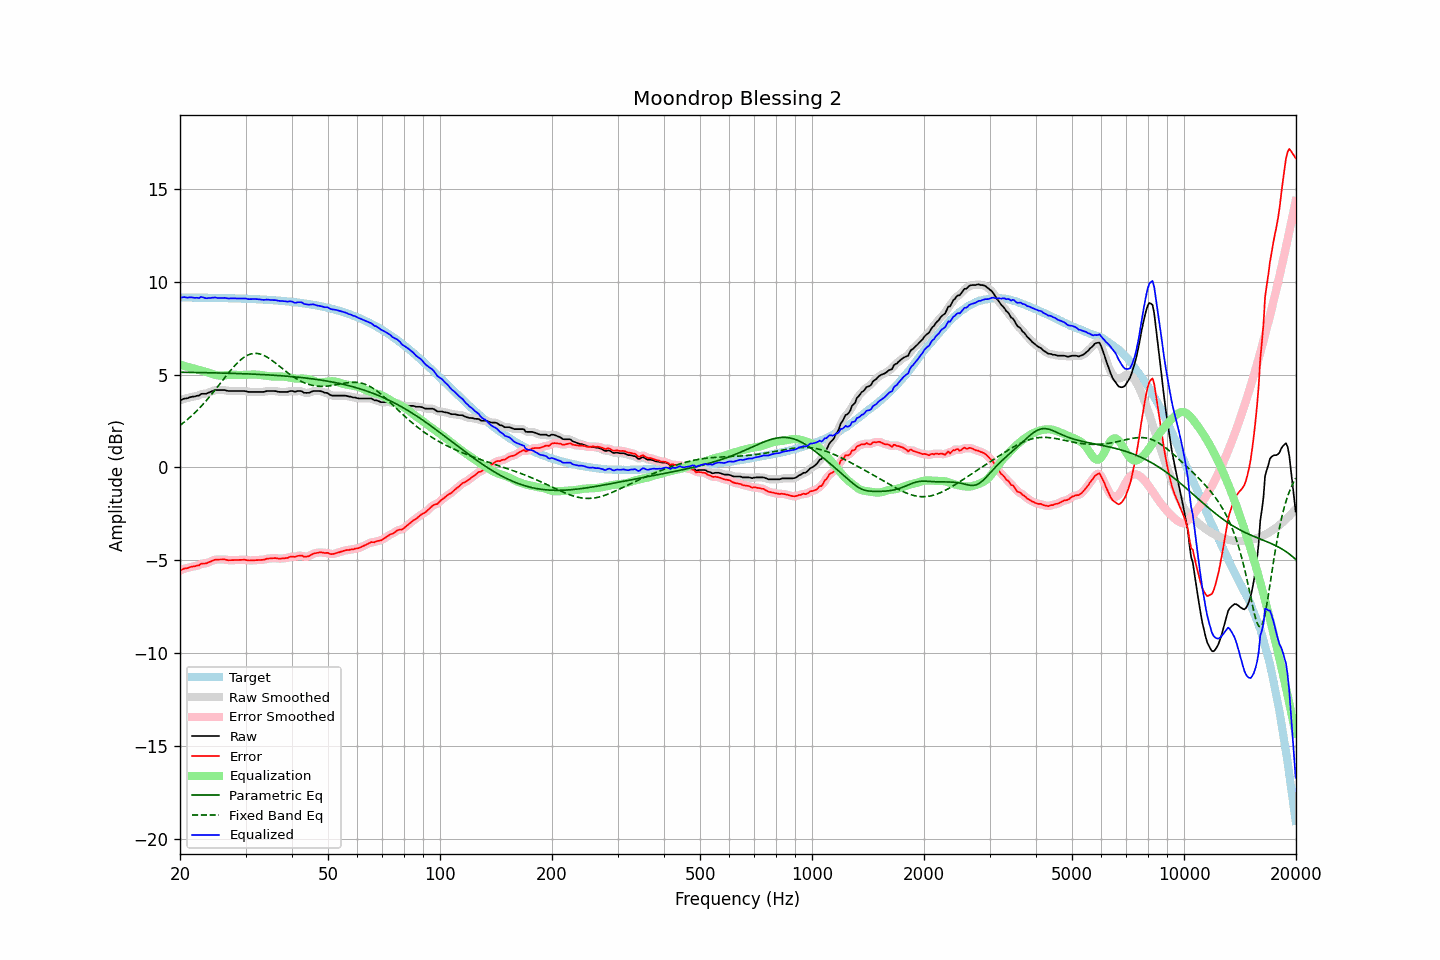 Moondrop Blessing 2
Amplitude (dBr)
15
10
5
0
−5
−10
−15
−20
Target
Raw Smoothed
Error Smoothed
Raw
Error
Equalization
Parametric Eq
Fixed Band Eq
Equalized
20 50 100 200 500 1000 2000 5000 10000 20000
Frequency (Hz)